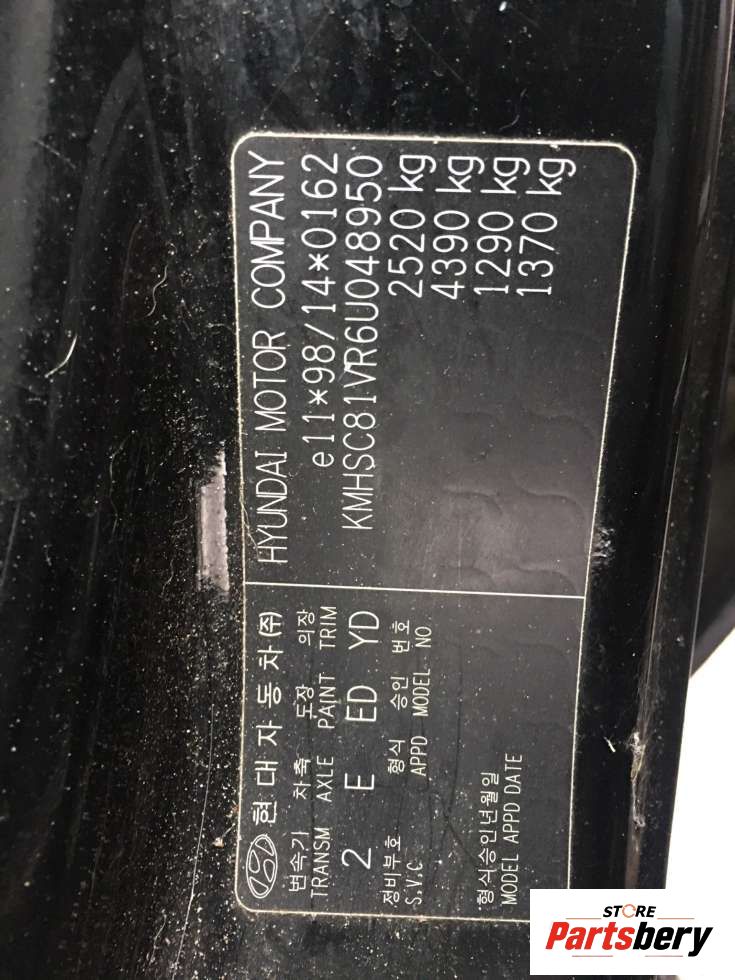 현대자동차(주) HYUNDAI MOTOR COMPANY
변속기 차축 도장 의장
TRANSM AXLE PAINT TRIM
2 E ED YD
정비부호 형식 승인 번호
S.V.C APPD MODEL NO
형식승인년월일
MODEL APPD DATE
e11*98/14*0162
KMHSC81VR6U048950
2520 kg
4390 kg
1290 kg
1370 kg
STORE
Partsbery